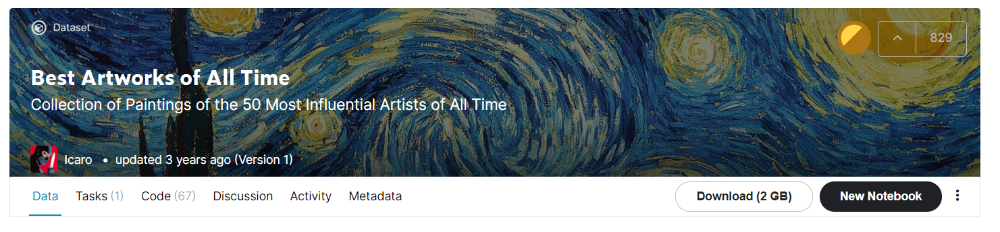 Dataset
829
Best Artworks of All Time
Collection of Paintings of the 50 Most Influential Artists of All Time
Icaro • updated 3 years ago (Version 1)
Data Tasks (1) Code (67) Discussion Activity Metadata Download (2 GB) New Notebook